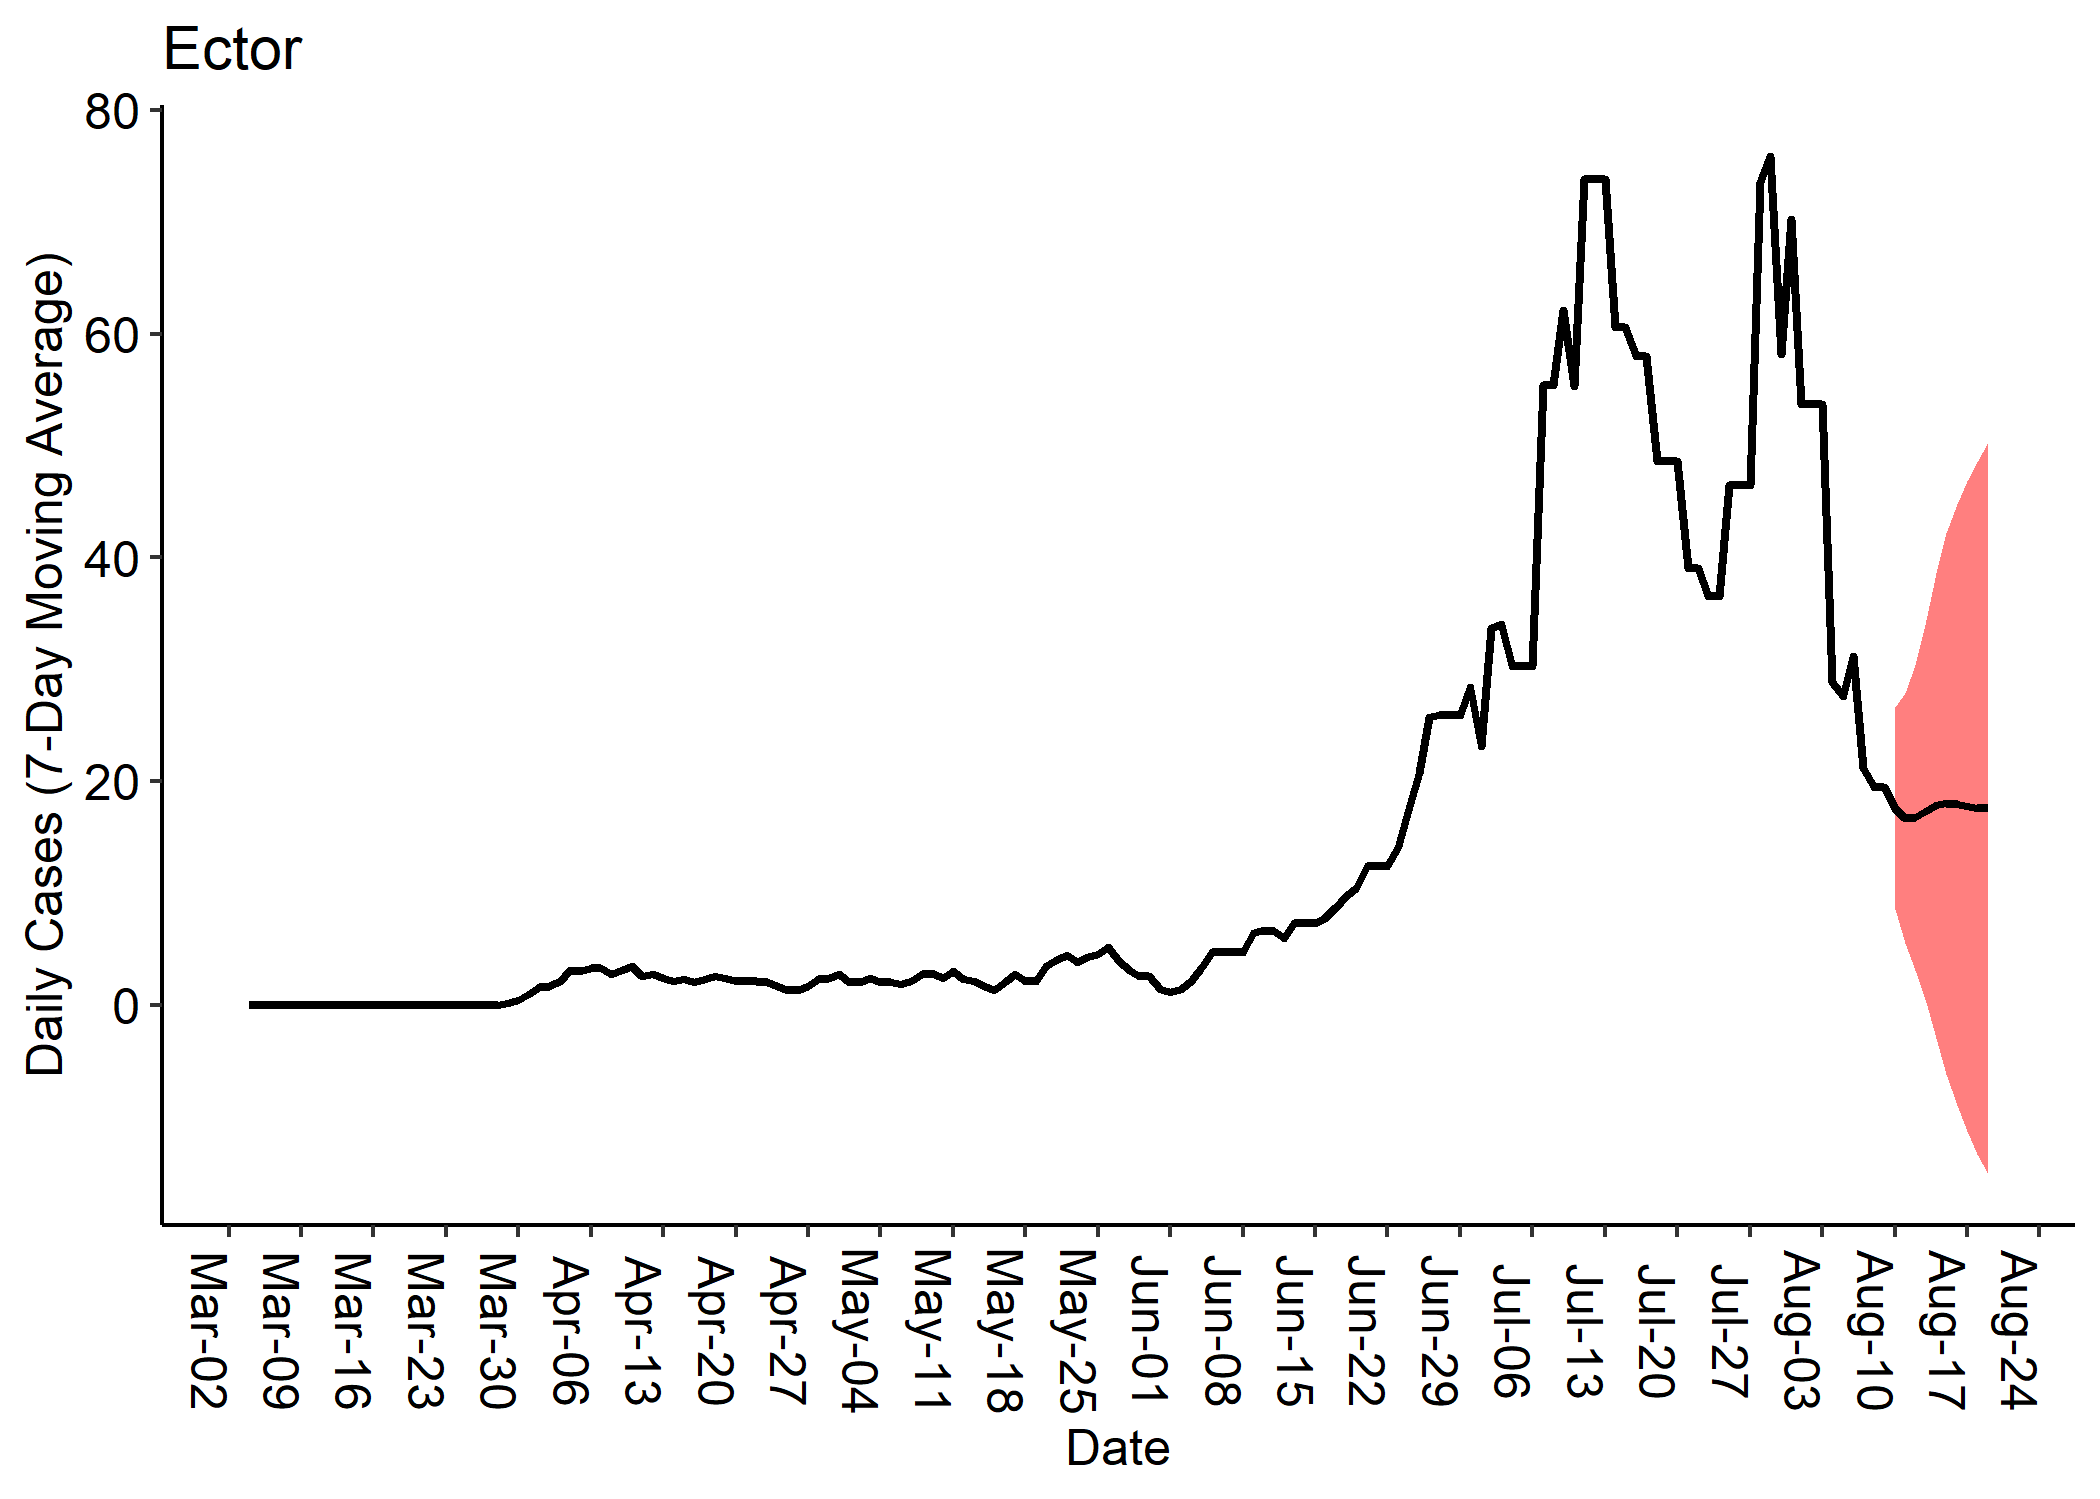 Ector
Daily Cases (7-Day Moving Average)
80
60
40
20
0
Mar-02
Mar-09
Mar-16
Mar-23
Mar-30
Apr-06
Apr-13
Apr-20
Apr-27
May-04
May-11
May-18
May-25
Jun-01
Jun-08
Jun-15
Jun-22
Jun-29
Jul-06
Jul-13
Jul-20
Jul-27
Aug-03
Aug-10
Aug-17
Aug-24
Date